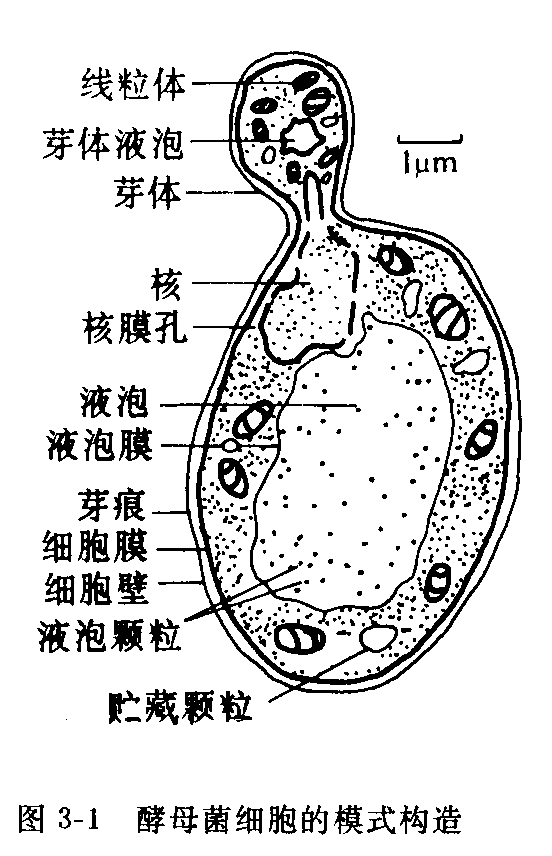 线粒体
芽体液泡
1μm
芽体
核
核膜孔
液泡
液泡膜
芽痕
细胞膜
细胞壁
液泡颗粒
贮藏颗粒
图 3-1 酵母菌细胞的模式构造